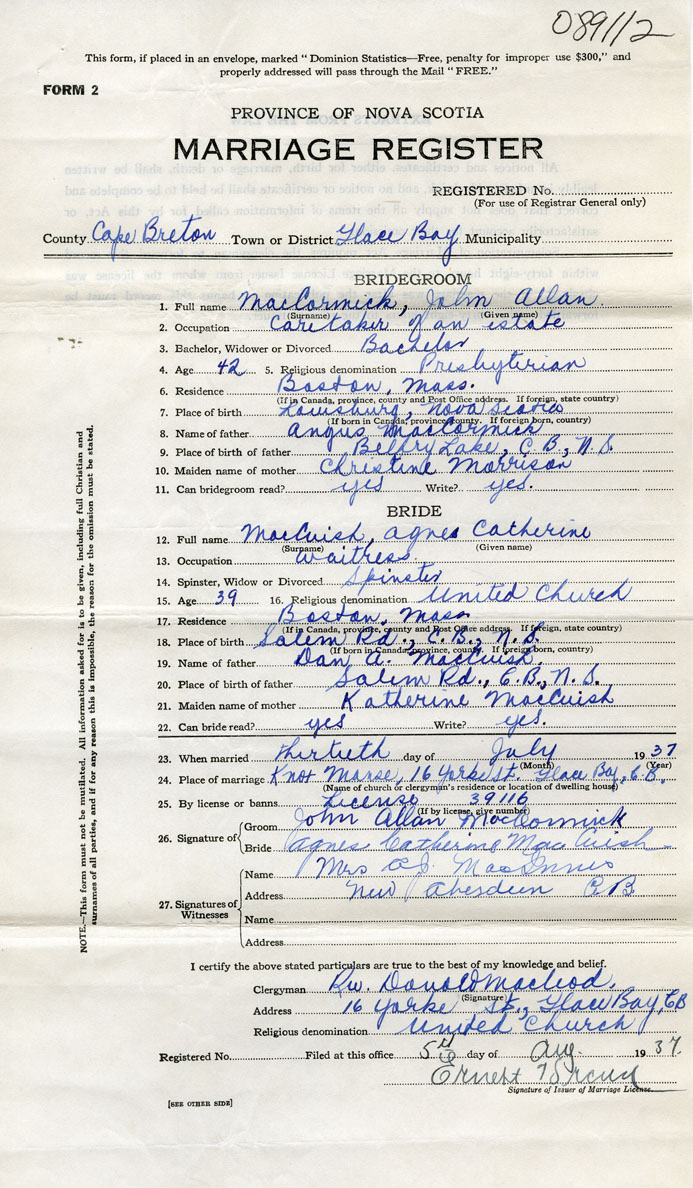 089112
This form, if placed in an envelope, marked "Dominion Statistics—Free, penalty for improper use $300," and
properly addressed will pass through the Mail "FREE."
FORM 2
PROVINCE OF NOVA SCOTIA
MARRIAGE REGISTER
REGISTERED No.
(For use of Registrar General only)
County Cape Breton Town or District Glace Bay Municipality
BRIDEGROOM
1. Full name MacCormick, John Allan
(Surname) (Given name)
2. Occupation Caretaker of an estate
3. Bachelor, Widower or Divorced Bachelor
4. Age 42 5. Religious denomination Presbyterian
6. Residence Boston, Mass.
(If in Canada, province, county and Post Office address. If foreign, state country)
7. Place of birth Louisburg, Nova Scotia
(If born in Canada, province, county. If foreign born, country)
8. Name of father Angus MacCormick
9. Place of birth of father Belfry Lake, C.B., N.S.
10. Maiden name of mother Christine Morrison
11. Can bridegroom read? yes Write? yes.
BRIDE
12. Full name MacCuish, Agnes Catherine
(Surname) (Given name)
13. Occupation Waitress
14. Spinster, Widow or Divorced Spinster
15. Age 39 16. Religious denomination United Church
17. Residence Boston, Mass
(If in Canada, province, county and Post Office address. If foreign, state country)
18. Place of birth Salem Rd., C.B., N.S.
(If born in Canada, province, county. If foreign born, country)
19. Name of father Dan A. MacCuish,
20. Place of birth of father Salem Rd., C.B., N.S.
21. Maiden name of mother Katherine MacCuish
22. Can bride read? yes Write? yes.
23. When married thirtieth day of July 1937
(Month) (Year)
24. Place of marriage Knox Manse, 16 Yorke St. Glace Bay, C.B.
(Name of church or clergyman's residence or location of dwelling house)
25. By license or banns License 39116
(If by license, give number)
26. Signature of Groom John Allan MacCormick
Bride Agnes Catherine MacCuish
27. Signatures of Witnesses
Name Mrs A.J. MacInnis
Address New Aberdeen C.B
Name
Address
I certify the above stated particulars are true to the best of my knowledge and belief.
Clergyman Rev. Donald MacLeod.
(Signature)
Address 16 Yorke St., Glace Bay, CB
Religious denomination United Church
Registered No. Filed at this office 5th day of Aug. 1937.
Ernest
Signature of Issuer of Marriage License
[SEE OTHER SIDE]
NOTE.—This form must not be mutilated. All information asked for is to be given, including full Christian and
surnames of all parties, and if for any reason this is impossible, the reason for the omission must be stated.